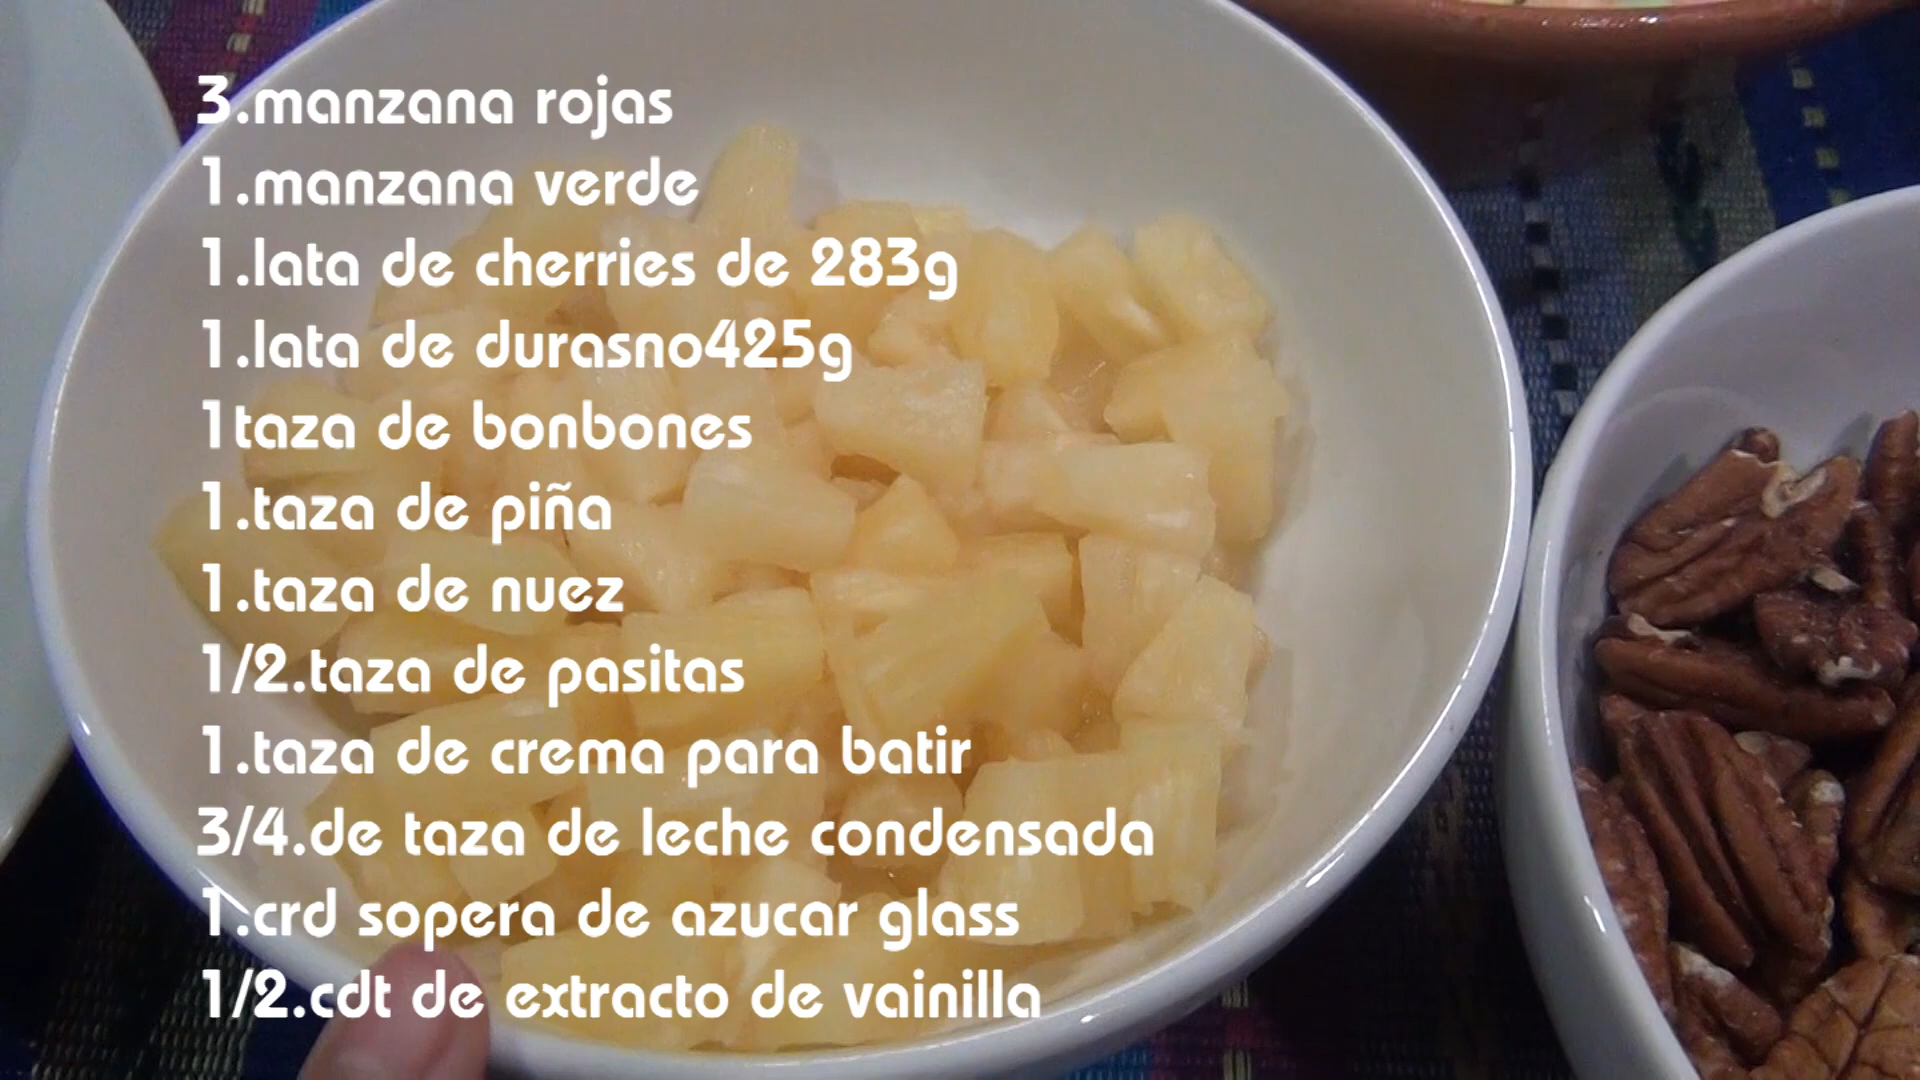 3.manzana rojas
1.manzana verde
1.lata de cherries de 283g
1.lata de durasno425g
1taza de bonbones
1.taza de piña
1.taza de nuez
1/2.taza de pasitas
1.taza de crema para batir
3/4.de taza de leche condensada
1.crd sopera de azucar glass
1/2.cdt de extracto de vainilla